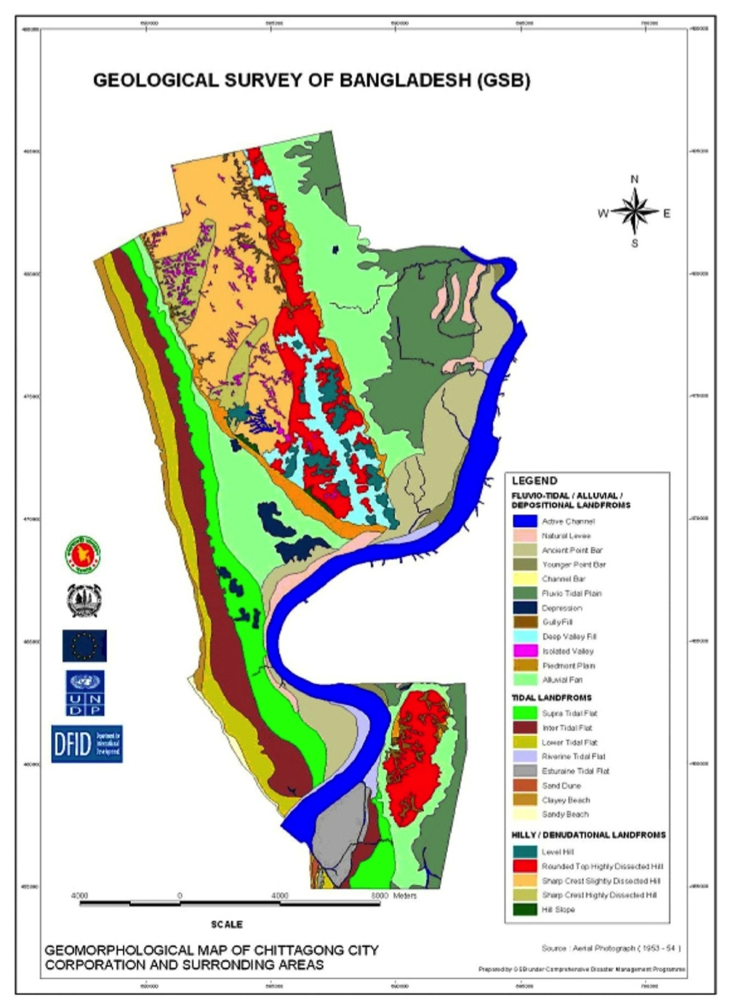 GEOLOGICAL SURVEY OF BANGLADESH (GSB)
N
W E
S
LEGEND
FLUVIO-TIDAL / ALLUVIAL /
DEPOSITIONAL LANDFROMS
Active Channel
Natural Levee
Ancient Point Bar
Younger Point Bar
Channel Bar
Fluvio Tidal Plain
Depression
Gully Fill
Deep Valley Fill
Isolated Valley
Piedmont Plain
Alluvial Fan
TIDAL LANDFROMS
Supra Tidal Flat
Inter Tidal Flat
Lower Tidal Flat
Riverine Tidal Flat
Esturaine Tidal Flat
Sand Dune
Clayey Beach
Sandy Beach
HILLY / DENUDATIONAL LANDFROMS
Level Hill
Rounded Top Highly Dissected Hill
Sharp Crest Slightly Dissected Hill
Sharp Crest Highly Dissected Hill
Hill Slope
U N
D P
DFID Department for
International
Development
4000 0 4000 8000 Meters
SCALE
GEOMORPHOLOGICAL MAP OF CHITTAGONG CITY
CORPORATION AND SURRONDING AREAS
Source : Aerial Photograph ( 1953 - 54 )
Prepared by GSB under Comprehensive Disaster Management Programme